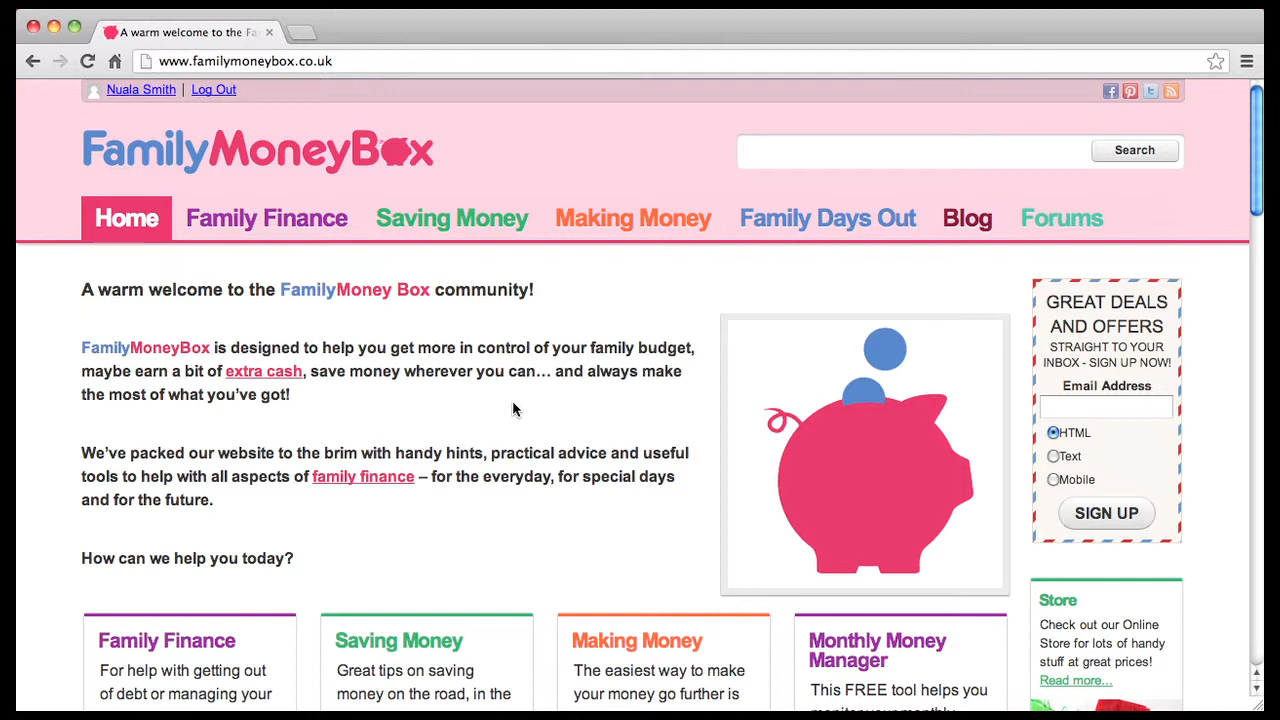 A warm welcome to the Fa
www.familymoneybox.co.uk
Nuala Smith | Log Out
FamilyMoneyBox
Search
Home Family Finance Saving Money Making Money Family Days Out Blog Forums
A warm welcome to the FamilyMoney Box community!
FamilyMoneyBox is designed to help you get more in control of your family budget,
maybe earn a bit of extra cash, save money wherever you can… and always make
the most of what you’ve got!
We’ve packed our website to the brim with handy hints, practical advice and useful
tools to help with all aspects of family finance – for the everyday, for special days
and for the future.
How can we help you today?
GREAT DEALS
AND OFFERS
STRAIGHT TO YOUR
INBOX - SIGN UP NOW!
Email Address
HTML
Text
Mobile
SIGN UP
Family Finance
For help with getting out
of debt or managing your
Saving Money
Great tips on saving
money on the road, in the
Making Money
The easiest way to make
your money go further is
Monthly Money
Manager
This FREE tool helps you
monitor your monthly
Store
Check out our Online
Store for lots of handy
stuff at great prices!
Read more...